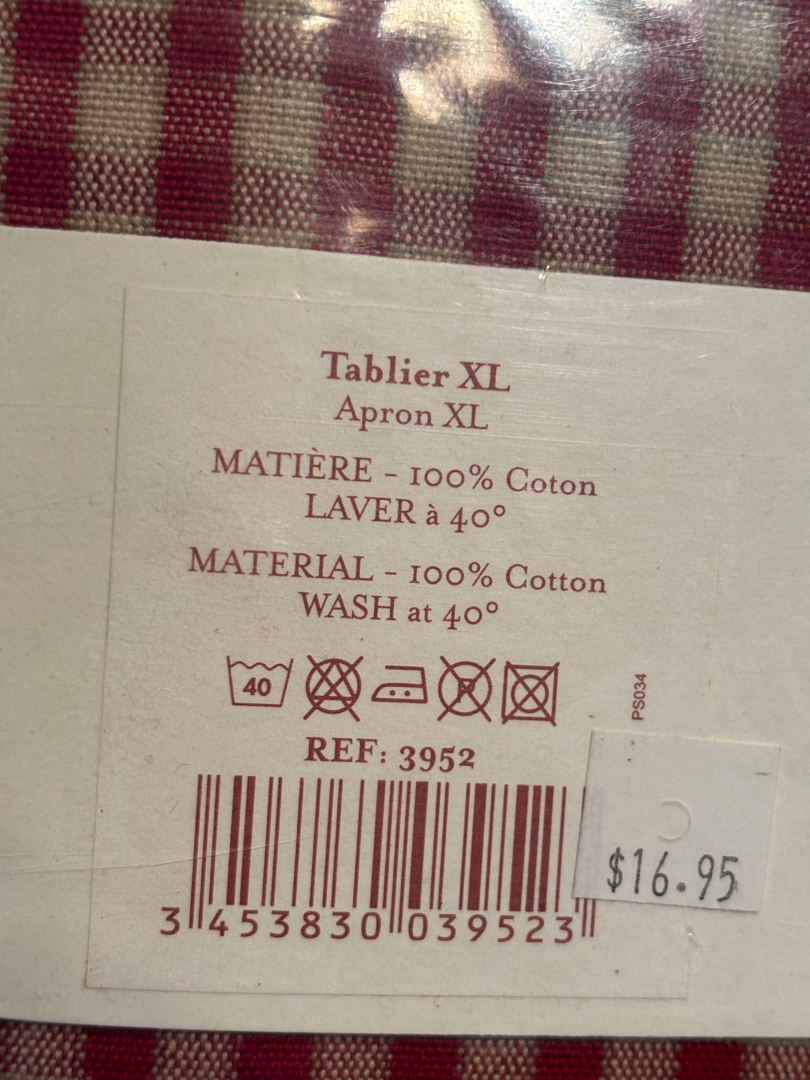 Tablier XL
Apron XL
MATIÈRE - 100% Coton
LAVER à 40°
MATERIAL - 100% Cotton
WASH at 40°
40
P
PS034
REF: 3952
$16.95
3 453830 039523